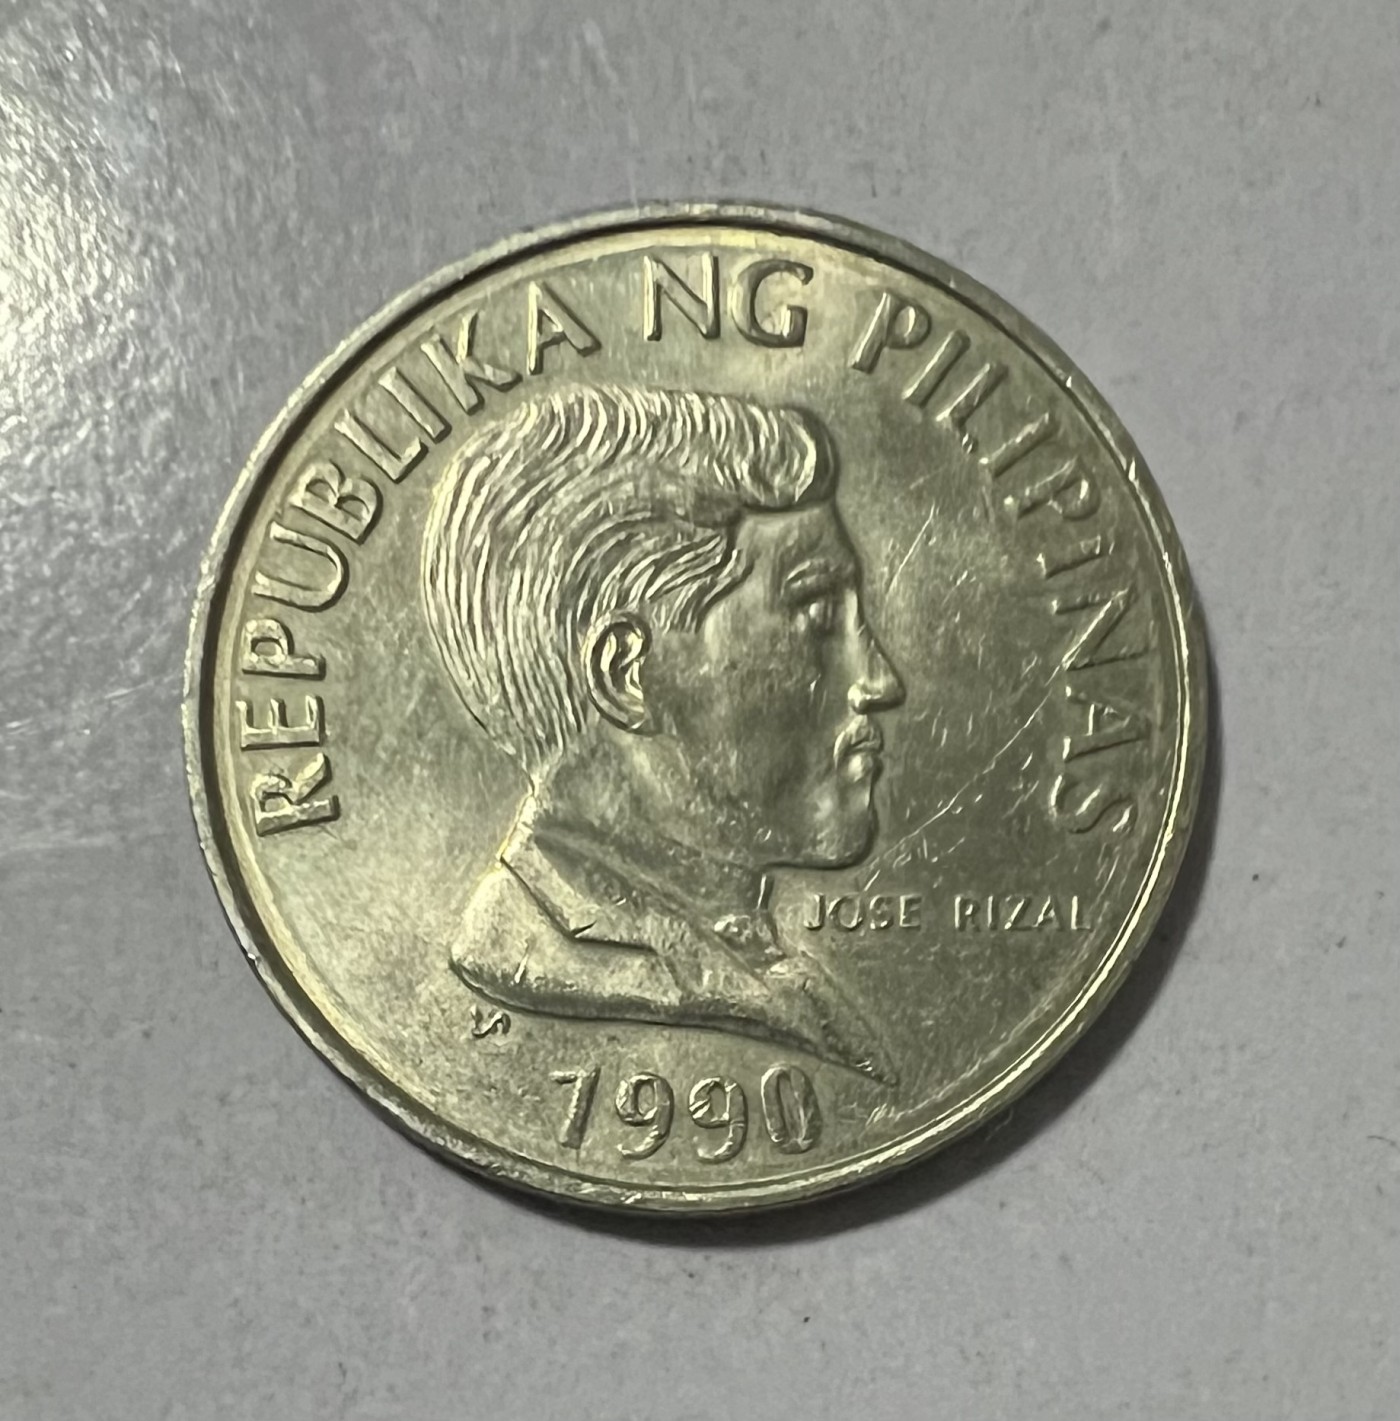 REPUBLIKA NG PILIPINAS
JOSE RIZAL
1990